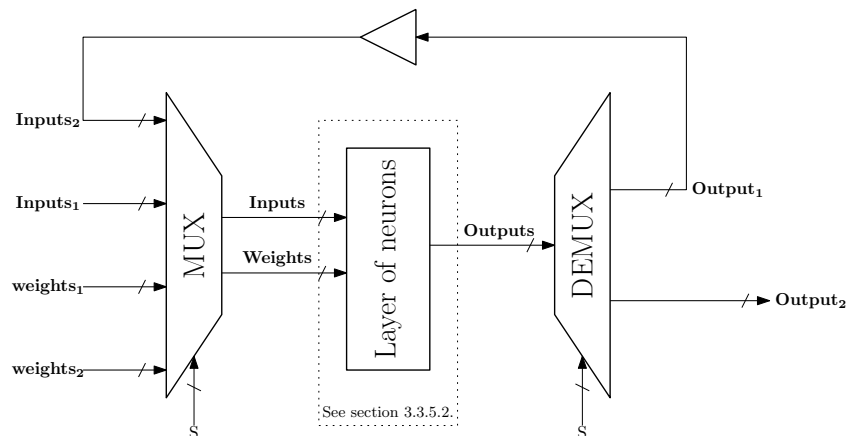 Inputs₂
Inputs₁
weights₁
weights₂
MUX
S
Inputs
Weights
Layer of neurons
See section 3.3.5.2.
Outputs
DEMUX
S
Output₁
Output₂